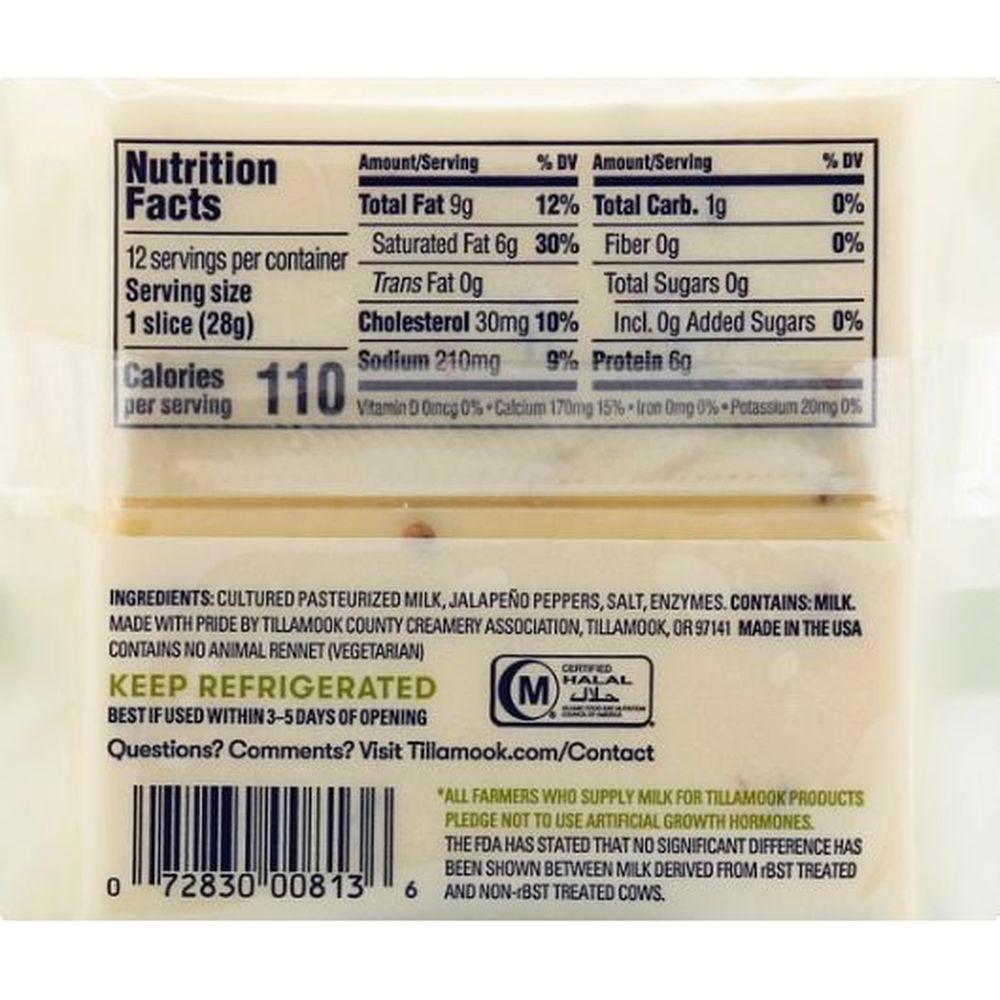 Nutrition
Facts
12 servings per container
Serving size
1 slice (28g)
Calories
per serving 110
Amount/Serving % DV
Total Fat 9g 12%
Saturated Fat 6g 30%
Trans Fat 0g
Cholesterol 30mg 10%
Sodium 210mg 9%
Amount/Serving % DV
Total Carb. 1g 0%
Fiber 0g 0%
Total Sugars 0g
Incl. 0g Added Sugars 0%
Protein 6g
Vitamin D 0mcg 0% • Calcium 170mg 15% • Iron 0mg 0% • Potassium 20mg 0%
INGREDIENTS: CULTURED PASTEURIZED MILK, JALAPEÑO PEPPERS, SALT, ENZYMES. CONTAINS: MILK.
MADE WITH PRIDE BY TILLAMOOK COUNTY CREAMERY ASSOCIATION, TILLAMOOK, OR 97141 MADE IN THE USA
CONTAINS NO ANIMAL RENNET (VEGETARIAN)
KEEP REFRIGERATED
BEST IF USED WITHIN 3–5 DAYS OF OPENING
M
®
CERTIFIED
HALAL
حلال
ISLAMIC FOOD AND NUTRITION
COUNCIL OF AMERICA
Questions? Comments? Visit Tillamook.com/Contact
0 72830 00813 6
*ALL FARMERS WHO SUPPLY MILK FOR TILLAMOOK PRODUCTS
PLEDGE NOT TO USE ARTIFICIAL GROWTH HORMONES.
THE FDA HAS STATED THAT NO SIGNIFICANT DIFFERENCE HAS
BEEN SHOWN BETWEEN MILK DERIVED FROM rBST TREATED
AND NON-rBST TREATED COWS.